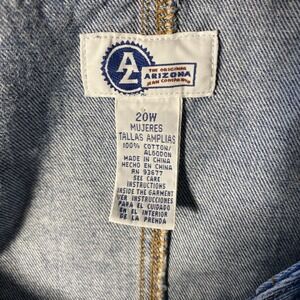 AZ
THE ORIGINAL
ARIZONA
JEAN COMPANY
20W
MUJERES
TALLAS AMPLIAS
100% COTTON/
ALGODON
MADE IN CHINA
HECHO EN CHINA
RN 93677
SEE CARE
INSTRUCTIONS
INSIDE THE GARMENT
VER INSTRUCCIONES
PARA EL CUIDADO
EN EL INTERIOR
DE LA PRENDA